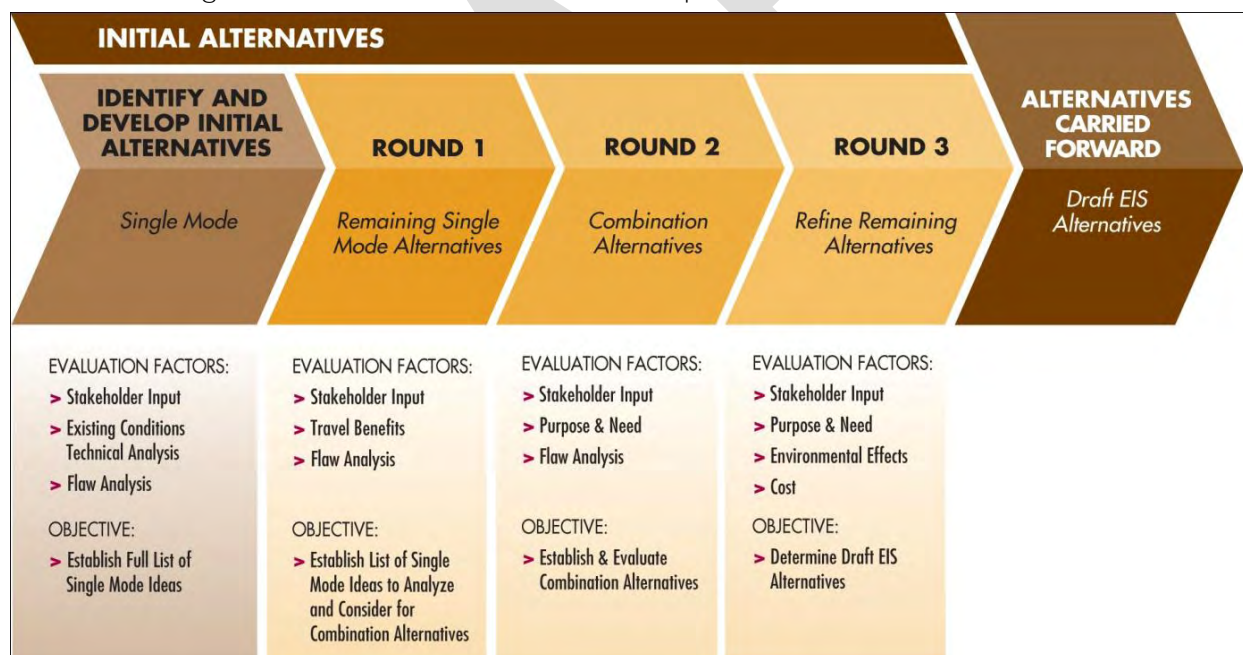 INITIAL ALTERNATIVES
IDENTIFY AND
DEVELOP INITIAL
ALTERNATIVES
Single Mode
ROUND 1
Remaining Single
Mode Alternatives
ROUND 2
Combination
Alternatives
ROUND 3
Refine Remaining
Alternatives
ALTERNATIVES
CARRIED
FORWARD
Draft EIS
Alternatives
EVALUATION FACTORS:
> Stakeholder Input
> Existing Conditions
Technical Analysis
> Flaw Analysis
OBJECTIVE:
> Establish Full List of
Single Mode Ideas
EVALUATION FACTORS:
> Stakeholder Input
> Travel Benefits
> Flaw Analysis
OBJECTIVE:
> Establish List of Single
Mode Ideas to Analyze
and Consider for
Combination Alternatives
EVALUATION FACTORS:
> Stakeholder Input
> Purpose & Need
> Flaw Analysis
OBJECTIVE:
> Establish & Evaluate
Combination Alternatives
EVALUATION FACTORS:
> Stakeholder Input
> Purpose & Need
> Environmental Effects
> Cost
OBJECTIVE:
> Determine Draft EIS
Alternatives